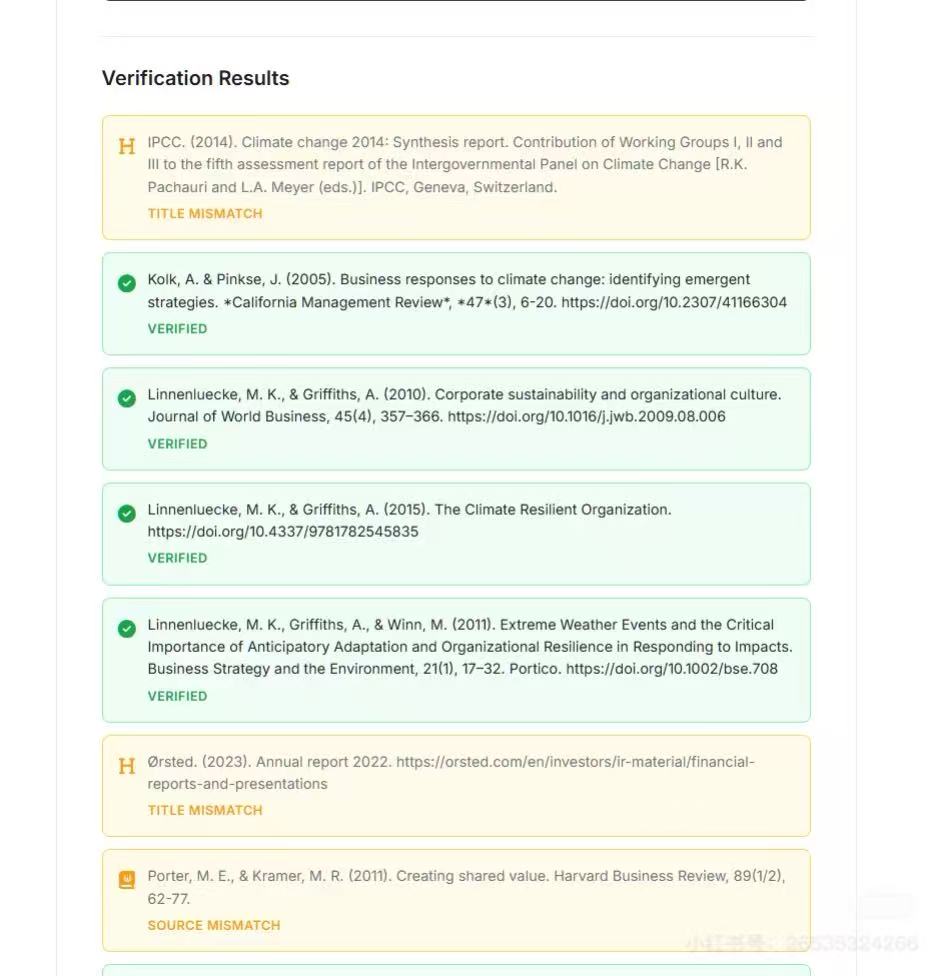 Verification Results
IPCC. (2014). Climate change 2014: Synthesis report. Contribution of Working Groups I, II and
III to the fifth assessment report of the Intergovernmental Panel on Climate Change [R.K.
Pachauri and L.A. Meyer (eds.)]. IPCC, Geneva, Switzerland.
TITLE MISMATCH
Kolk, A. & Pinkse, J. (2005). Business responses to climate change: identifying emergent
strategies. *California Management Review*, *47*(3), 6-20. https://doi.org/10.2307/41166304
VERIFIED
Linnenluecke, M. K., & Griffiths, A. (2010). Corporate sustainability and organizational culture.
Journal of World Business, 45(4), 357–366. https://doi.org/10.1016/j.jwb.2009.08.006
VERIFIED
Linnenluecke, M. K., & Griffiths, A. (2015). The Climate Resilient Organization.
https://doi.org/10.4337/9781782545835
VERIFIED
Linnenluecke, M. K., Griffiths, A., & Winn, M. (2011). Extreme Weather Events and the Critical
Importance of Anticipatory Adaptation and Organizational Resilience in Responding to Impacts.
Business Strategy and the Environment, 21(1), 17–32. Portico. https://doi.org/10.1002/bse.708
VERIFIED
Ørsted. (2023). Annual report 2022. https://orsted.com/en/investors/ir-material/financial-
reports-and-presentations
TITLE MISMATCH
Porter, M. E., & Kramer, M. R. (2011). Creating shared value. Harvard Business Review, 89(1/2),
62-77.
SOURCE MISMATCH
小红书号: